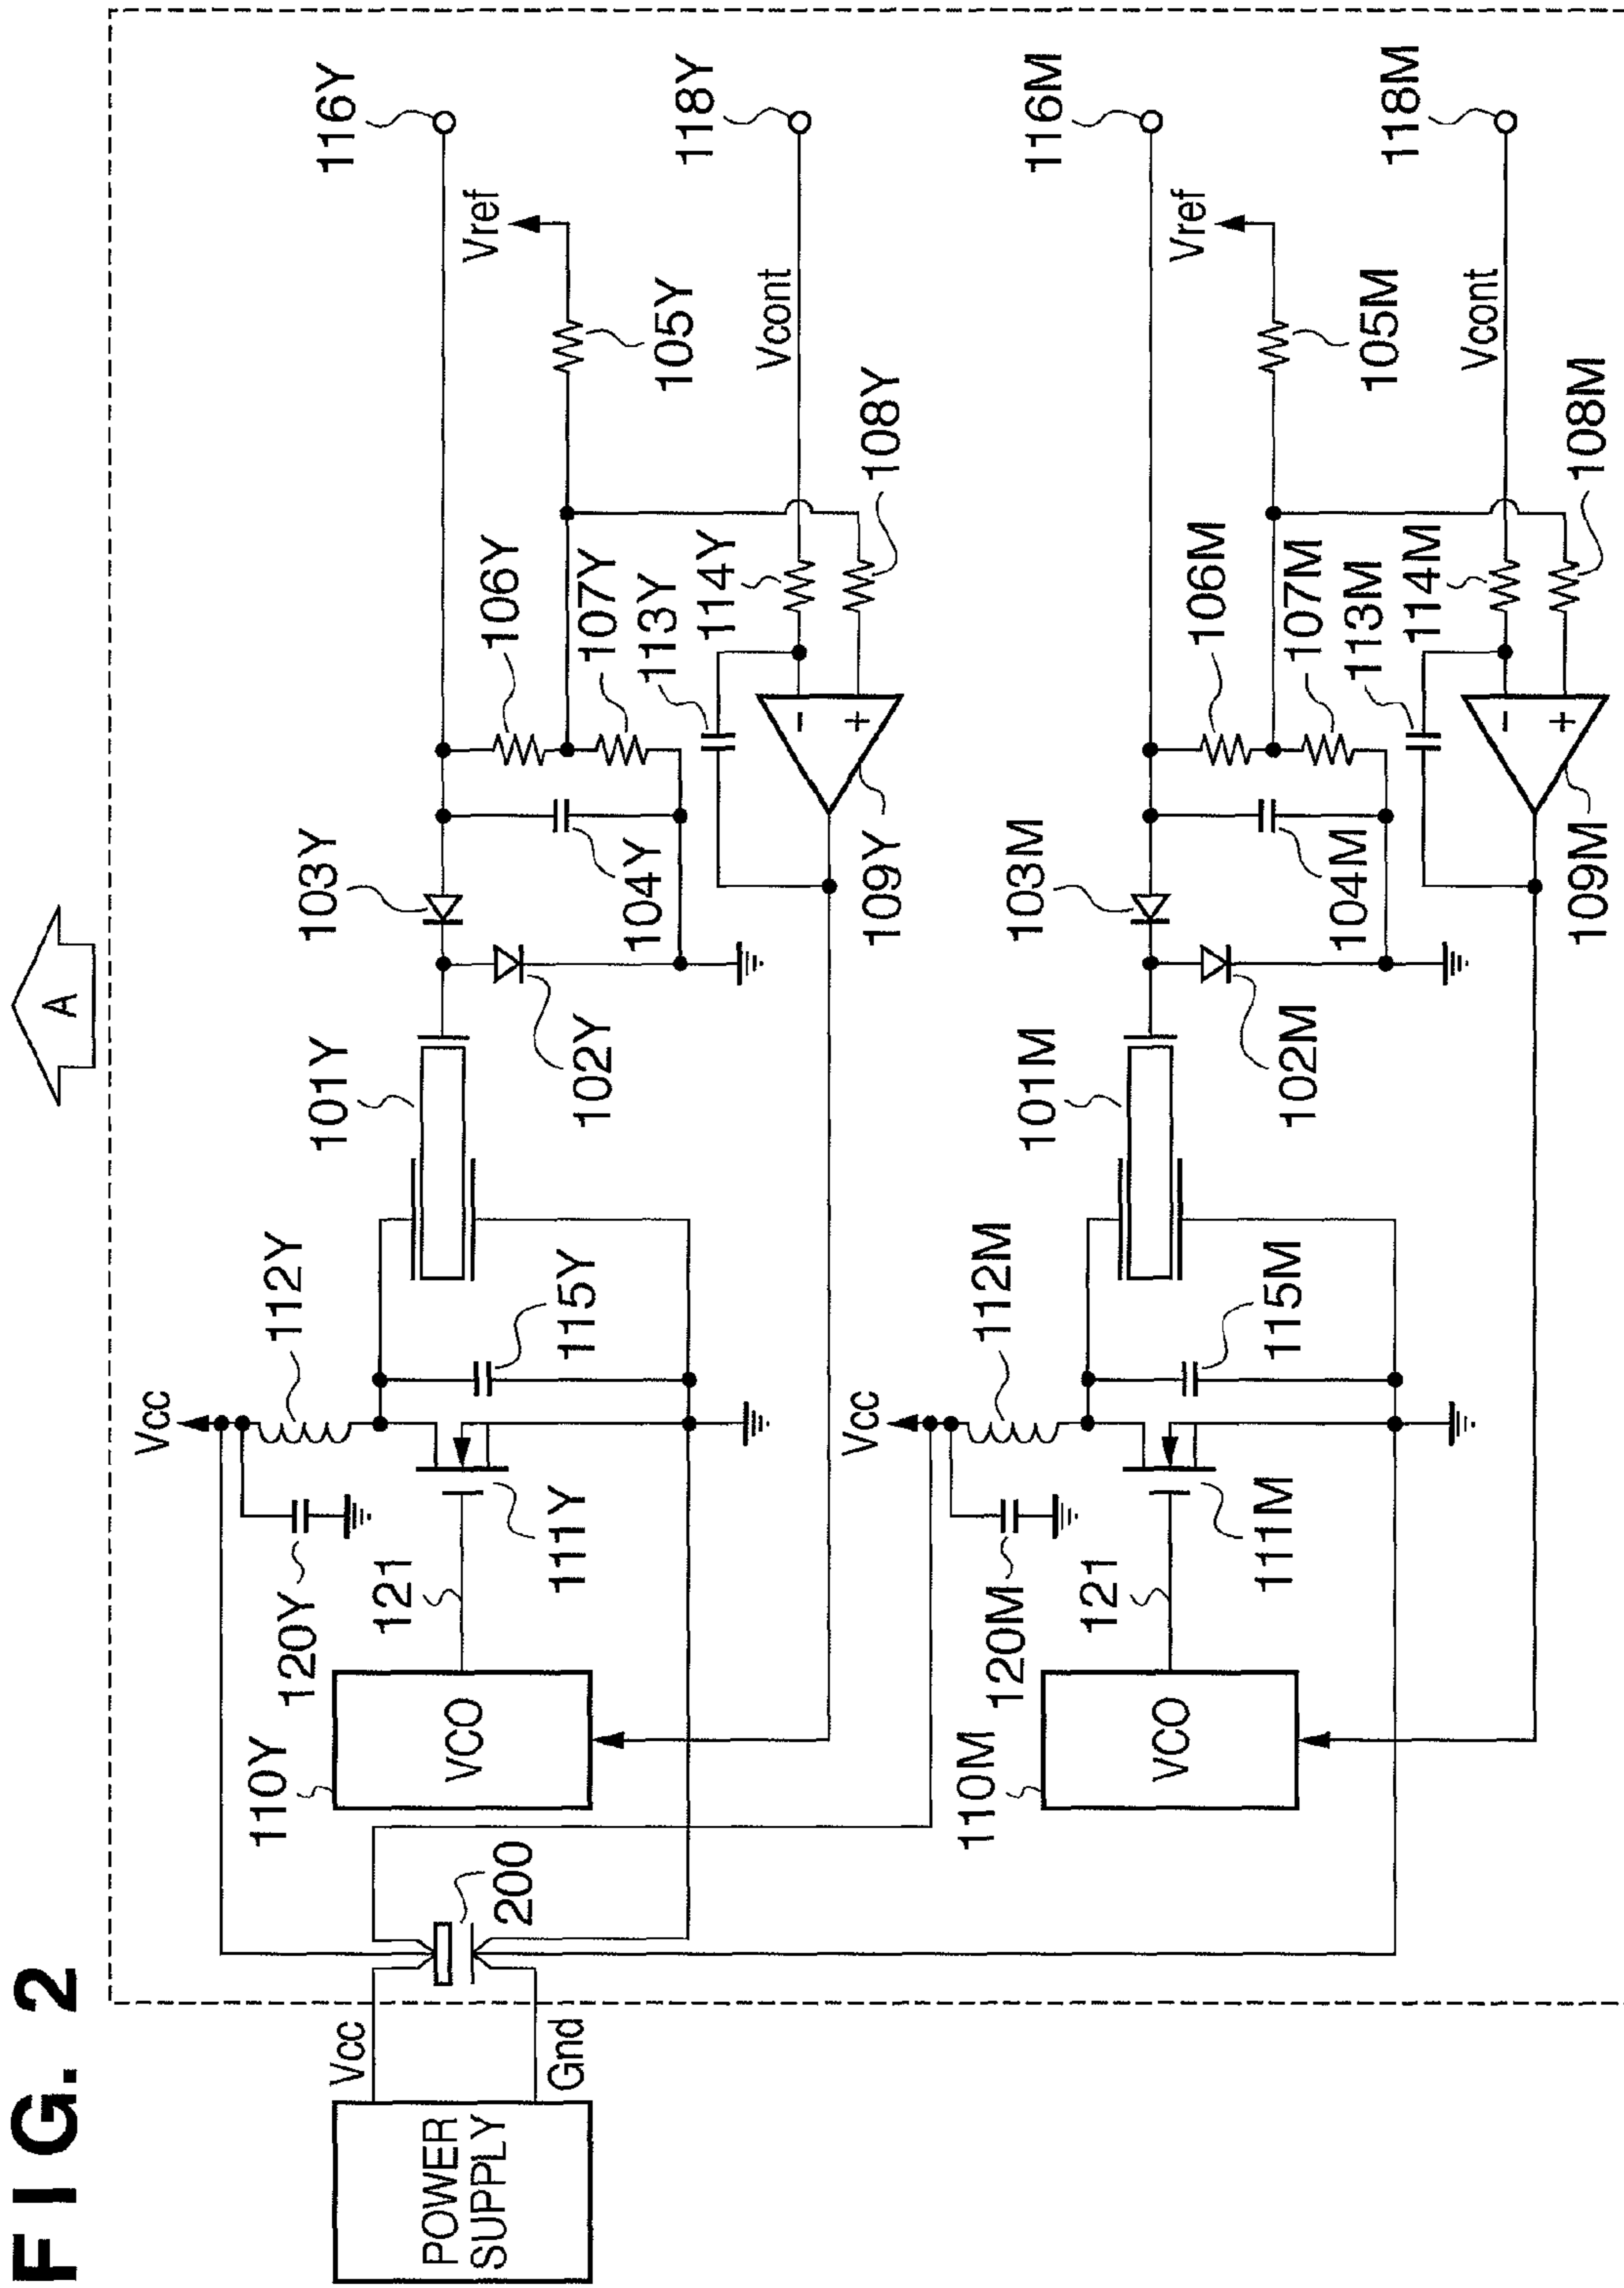 FIG. 2
A
POWER
SUPPLY
Vcc
Gnd
200
110Y
VCO
121
120Y
Vcc
112Y
111Y
115Y
101Y
102Y
103Y
104Y
106Y
107Y
113Y
114Y
109Y
108Y
105Y
Vref
Vcont
116Y
118Y
-
+
110M
VCO
121
120M
Vcc
112M
111M
115M
101M
102M
103M
104M
106M
107M
113M
114M
109M
108M
105M
Vref
Vcont
116M
118M
-
+